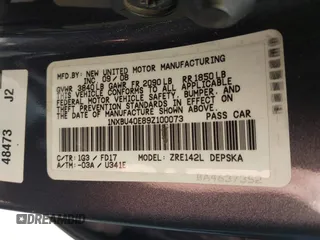 MFD BY: NEW UNITED MOTOR MANUFACTURING
INC 09/08
GVWR 3840LB GAWR FR 2090LB RR 1850LB
THIS VEHICLE CONFORMS TO ALL APPLICABLE
FEDERAL MOTOR VEHICLE SAFETY, BUMPER, AND
THEFT PREVENTION STANDARDS IN EFFECT ON
THE DATE OF MANUFACTURE SHOWN ABOVE.
1NXBU40E89Z100073 PASS CAR
C/TR: 1G3 / FD17 MODEL: ZRE142L DEPSKA
A/TM: -03A / U341E
J2
48473